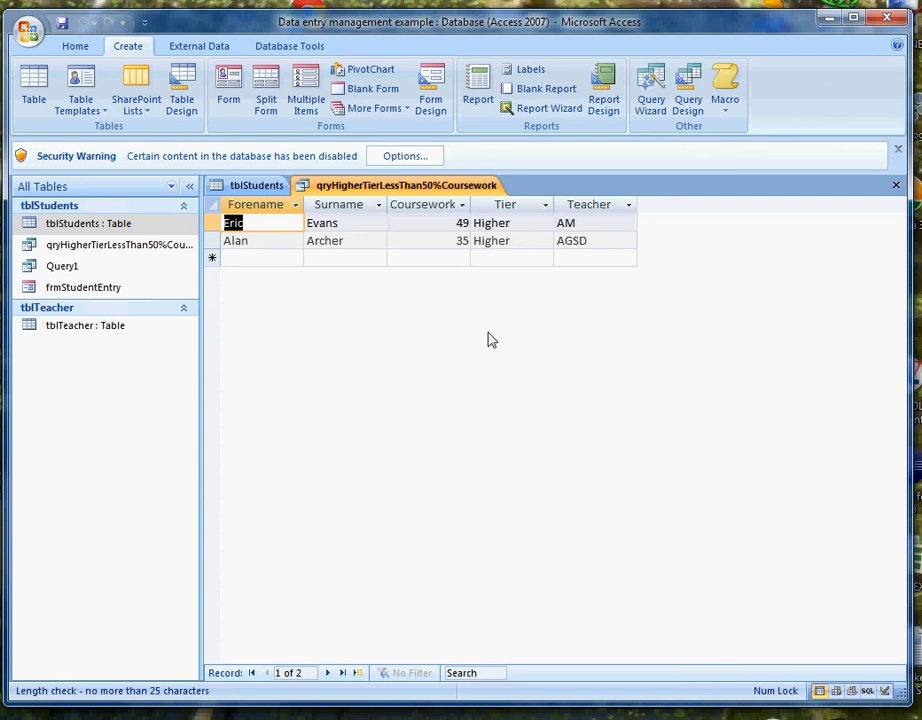 Data entry management example : Database (Access 2007) - Microsoft Access
Home Create External Data Database Tools
Table
Table Templates
SharePoint Lists
Table Design
Tables
Form
Split Form
Multiple Items
PivotChart
Blank Form
More Forms
Form Design
Forms
Report
Labels
Blank Report
Report Wizard
Report Design
Reports
Query Wizard
Query Design
Macro
Other
Security Warning Certain content in the database has been disabled Options...
All Tables
tblStudents
tblStudents : Table
qryHigherTierLessThan50%Cou...
Query1
frmStudentEntry
tblTeacher
tblTeacher : Table
tblStudents qryHigherTierLessThan50%Coursework
Forename Surname Coursework Tier Teacher
Eric Evans 49 Higher AM
Alan Archer 35 Higher AGSD
Record: 1 of 2 No Filter Search
Length check - no more than 25 characters Num Lock SQL